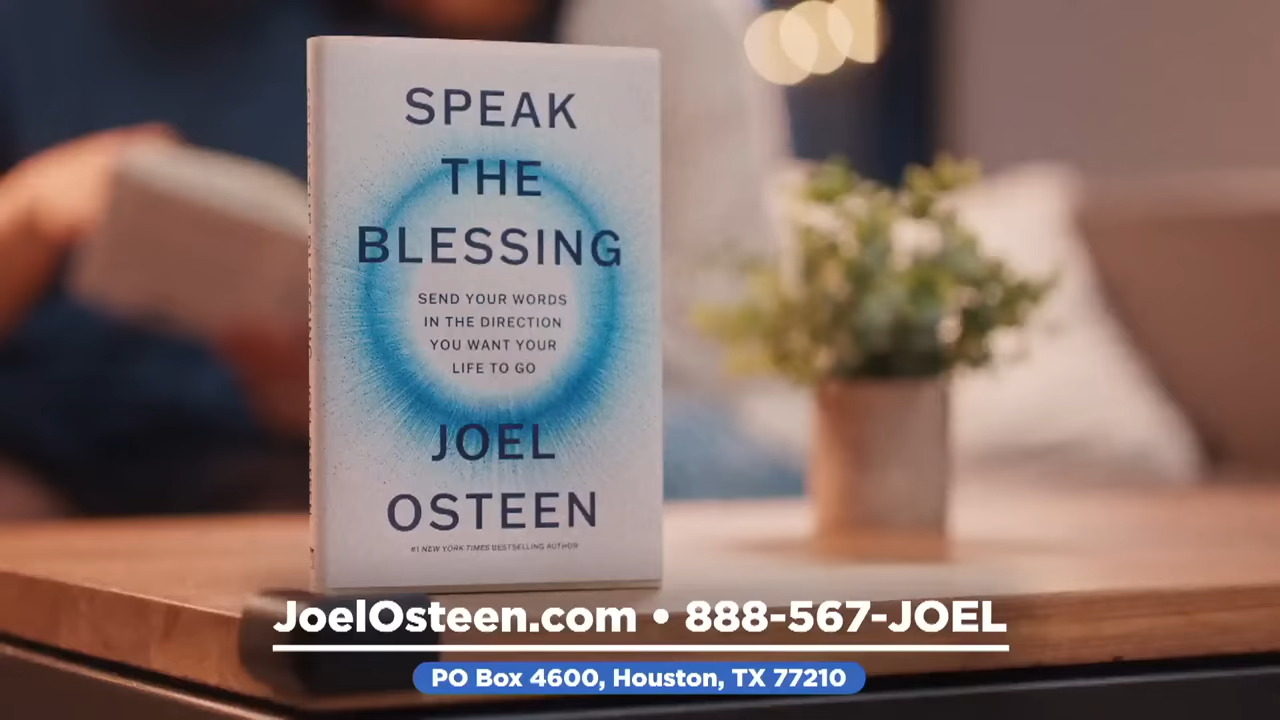 SPEAK
THE
BLESSING
SEND YOUR WORDS
IN THE DIRECTION
YOU WANT YOUR
LIFE TO GO
JOEL
OSTEEN
#1 NEW YORK TIMES BESTSELLING AUTHOR
JoelOsteen.com • 888-567-JOEL
PO Box 4600, Houston, TX 77210